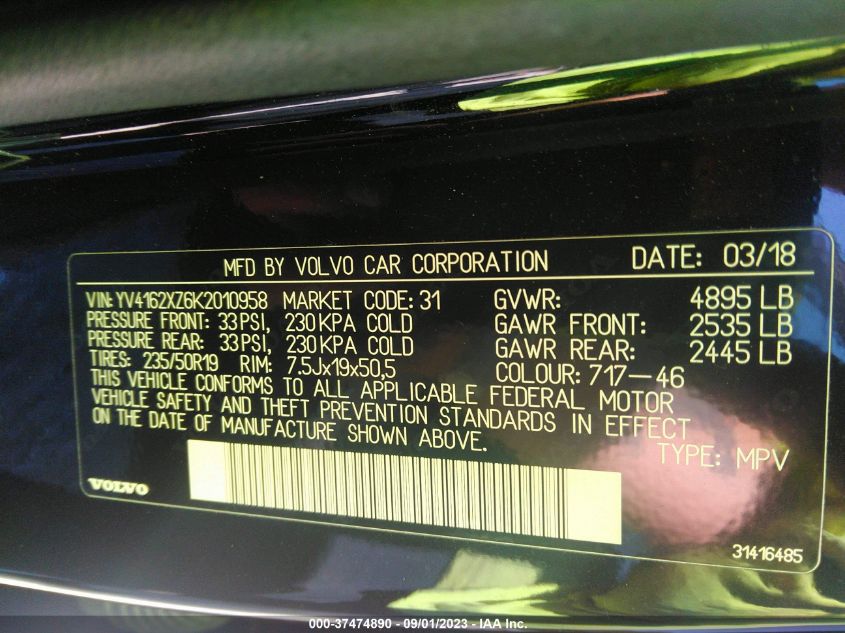 MFD BY VOLVO CAR CORPORATION DATE: 03/18
VIN: YV4162XZ6K2010958 MARKET CODE: 31 GVWR: 4895 LB
PRESSURE FRONT: 33 PSI, 230 KPA COLD GAWR FRONT: 2535 LB
PRESSURE REAR: 33 PSI, 230 KPA COLD GAWR REAR: 2445 LB
TIRES: 235/50R19 RIM: 7.5Jx19x50,5 COLOUR: 717-46
THIS VEHICLE CONFORMS TO ALL APPLICABLE FEDERAL MOTOR
VEHICLE SAFETY AND THEFT PREVENTION STANDARDS IN EFFECT
ON THE DATE OF MANUFACTURE SHOWN ABOVE.
TYPE: MPV
VOLVO
31416485
000-37474890 - 09/01/2023 - IAA Inc.